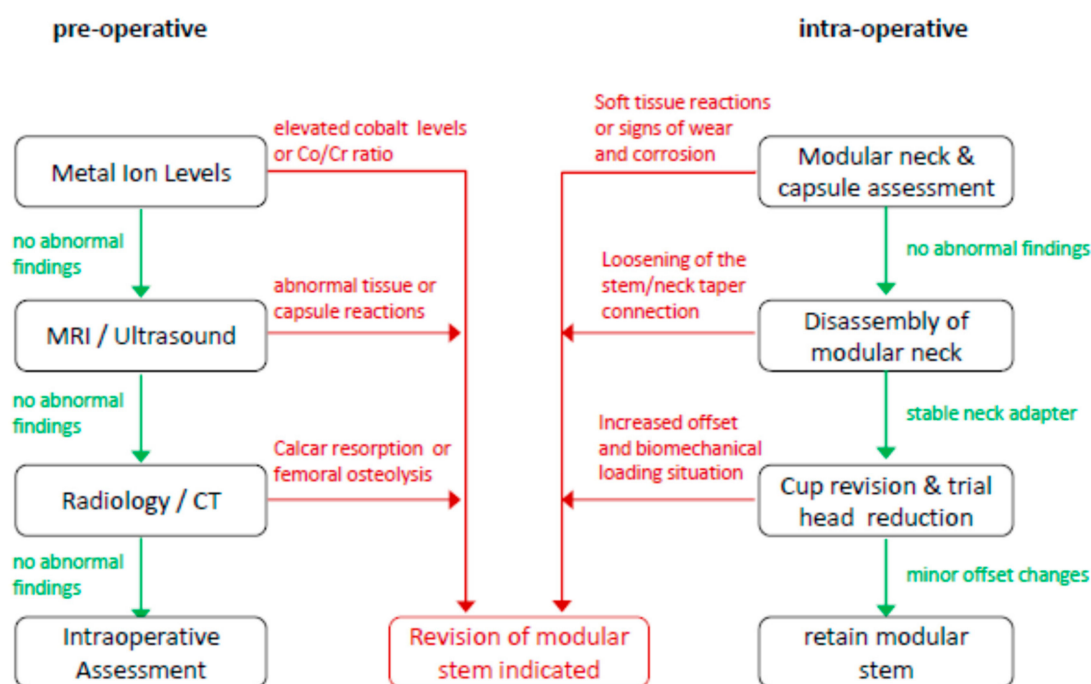 pre-operative
intra-operative
Metal Ion Levels
elevated cobalt levels
or Co/Cr ratio
no abnormal
findings
MRI / Ultrasound
abnormal tissue or
capsule reactions
no abnormal
findings
Radiology / CT
Calcar resorption or
femoral osteolysis
no abnormal
findings
Intraoperative
Assessment
Revision of modular
stem indicated
Soft tissue reactions
or signs of wear
and corrosion
Modular neck &
capsule assessment
no abnormal findings
Loosening of the
stem/neck taper
connection
Disassembly of
modular neck
stable neck adapter
Increased offset
and biomechanical
loading situation
Cup revision & trial
head reduction
minor offset changes
retain modular
stem